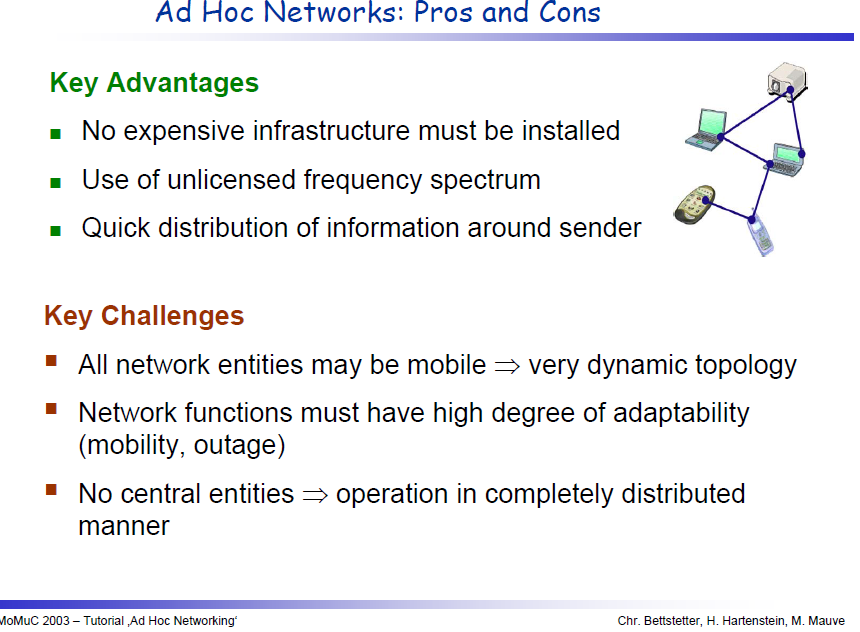 Ad Hoc Networks: Pros and Cons
Key Advantages
No expensive infrastructure must be installed
Use of unlicensed frequency spectrum
Quick distribution of information around sender
Key Challenges
All network entities may be mobile ⇒ very dynamic topology
Network functions must have high degree of adaptability
(mobility, outage)
No central entities ⇒ operation in completely distributed
manner
MoMuC 2003 – Tutorial ‚Ad Hoc Networking‘
Chr. Bettstetter, H. Hartenstein, M. Mauve